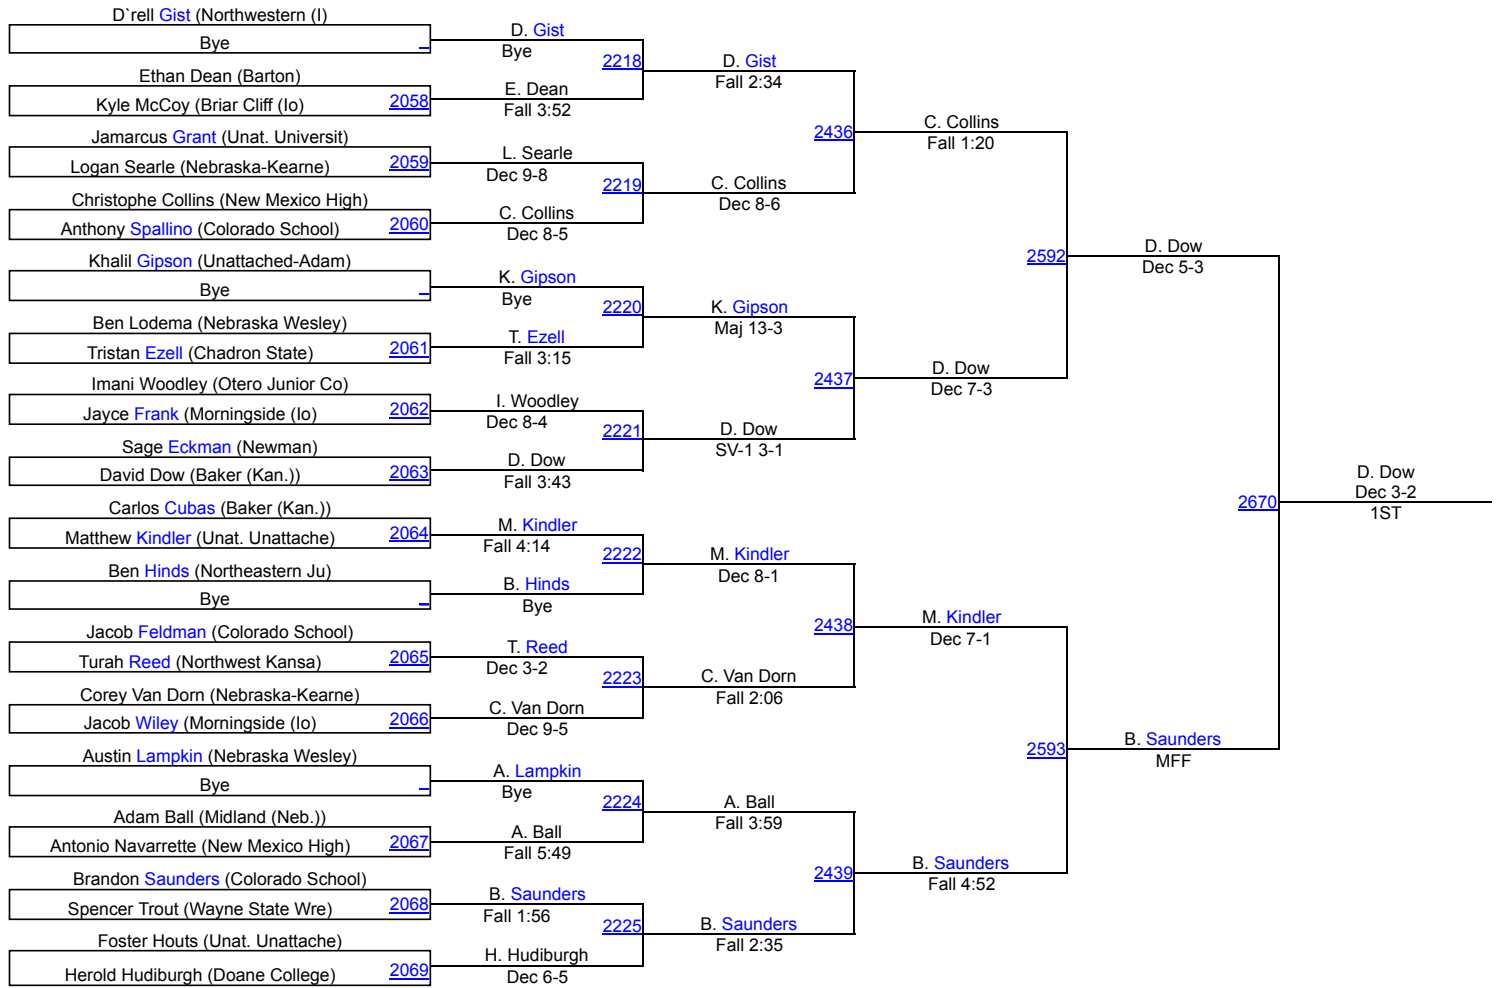 D`rell Gist (Northwestern (I)
Bye
D. Gist
Bye
2218
D. Gist
Fall 2:34
Ethan Dean (Barton)
Kyle McCoy (Briar Cliff (Io)
2058
E. Dean
Fall 3:52
2436
C. Collins
Fall 1:20
Jamarcus Grant (Unat. Universit)
Logan Searle (Nebraska-Kearne)
2059
L. Searle
Dec 9-8
2219
C. Collins
Dec 8-6
Christophe Collins (New Mexico High)
Anthony Spallino (Colorado School)
2060
C. Collins
Dec 8-5
2592
D. Dow
Dec 5-3
Khalil Gipson (Unattached-Adam)
Bye
K. Gipson
Bye
2220
K. Gipson
Maj 13-3
Ben Lodema (Nebraska Wesley)
Tristan Ezell (Chadron State)
2061
T. Ezell
Fall 3:15
2437
D. Dow
Dec 7-3
Imani Woodley (Otero Junior Co)
Jayce Frank (Morningside (Io)
2062
I. Woodley
Dec 8-4
2221
D. Dow
SV-1 3-1
Sage Eckman (Newman)
David Dow (Baker (Kan.))
2063
D. Dow
Fall 3:43
2670
D. Dow
Dec 3-2
1ST
Carlos Cubas (Baker (Kan.))
Matthew Kindler (Unat. Unattache)
2064
M. Kindler
Fall 4:14
2222
M. Kindler
Dec 8-1
Ben Hinds (Northeastern Ju)
Bye
B. Hinds
Bye
2438
M. Kindler
Dec 7-1
Jacob Feldman (Colorado School)
Turah Reed (Northwest Kansa)
2065
T. Reed
Dec 3-2
2223
C. Van Dorn
Fall 2:06
Corey Van Dorn (Nebraska-Kearne)
Jacob Wiley (Morningside (Io)
2066
C. Van Dorn
Dec 9-5
2593
B. Saunders
MFF
Austin Lampkin (Nebraska Wesley)
Bye
A. Lampkin
Bye
2224
A. Ball
Fall 3:59
Adam Ball (Midland (Neb.))
Antonio Navarrette (New Mexico High)
2067
A. Ball
Fall 5:49
2439
B. Saunders
Fall 4:52
Brandon Saunders (Colorado School)
Spencer Trout (Wayne State Wre)
2068
B. Saunders
Fall 1:56
2225
B. Saunders
Fall 2:35
Foster Houts (Unat. Unattache)
Herold Hudiburgh (Doane College)
2069
H. Hudiburgh
Dec 6-5